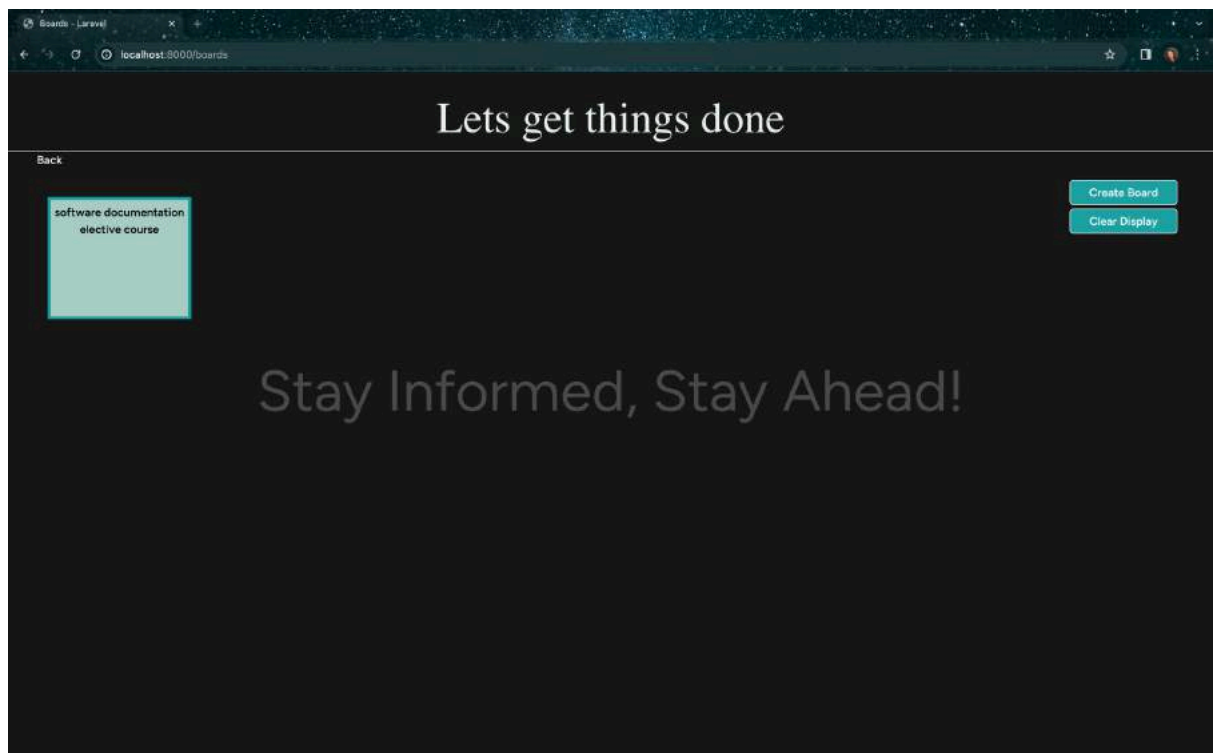 Boards - Laravel
localhost:8000/boards
Lets get things done
Back
software documentation
elective course
Create Board
Clear Display
Stay Informed, Stay Ahead!